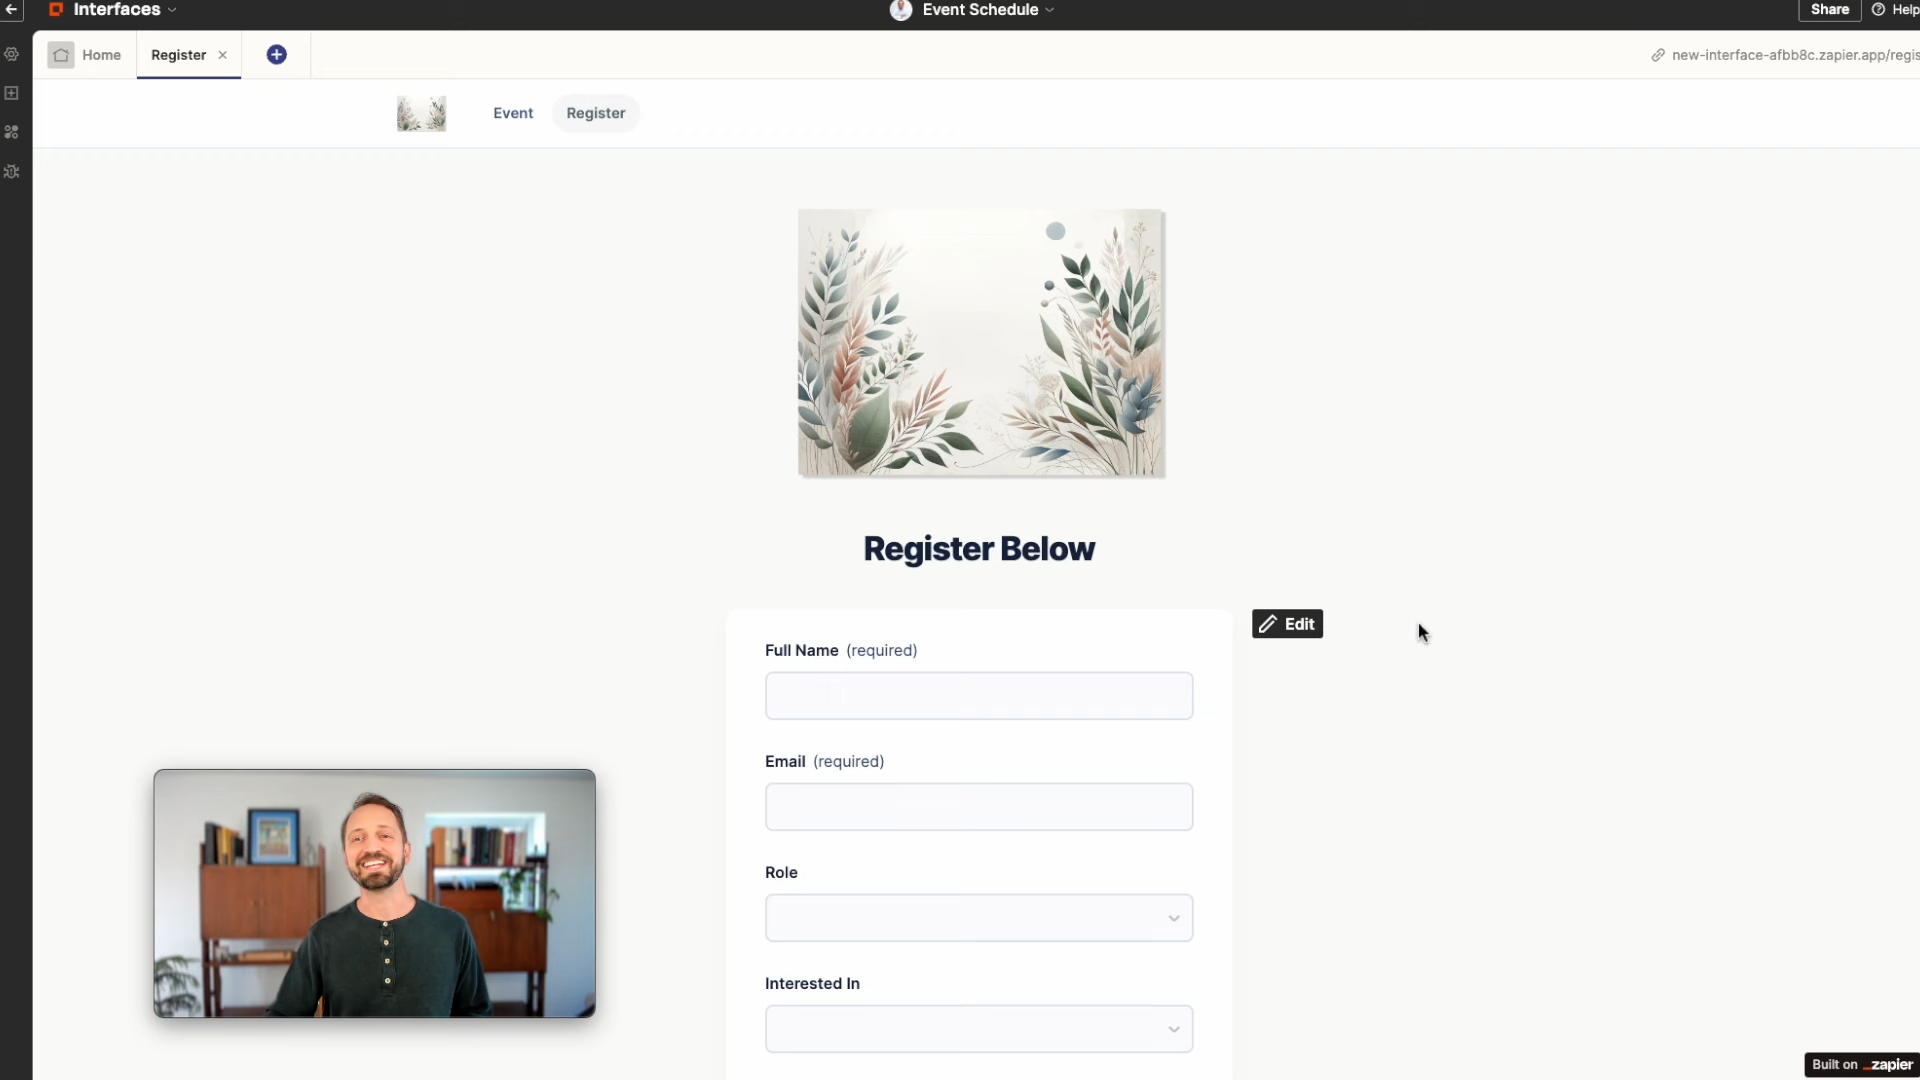 Interfaces
Event Schedule
Share
Help
Home
Register
new-interface-afbb8c.zapier.app/regis
Event
Register
Register Below
Edit
Full Name (required)
Email (required)
Role
Interested In
Built on _zapier